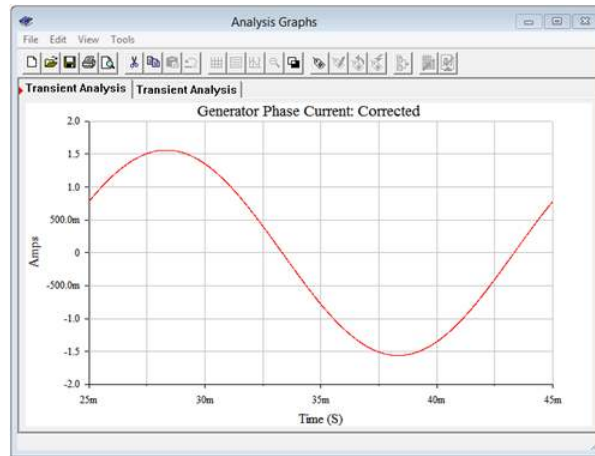 Analysis Graphs
File Edit View Tools
Transient Analysis Transient Analysis
Generator Phase Current: Corrected
2.0
1.5
1.0
500.0m
0
-500.0m
-1.0
-1.5
-2.0
Amps
25m 30m 35m 40m 45m
Time (S)